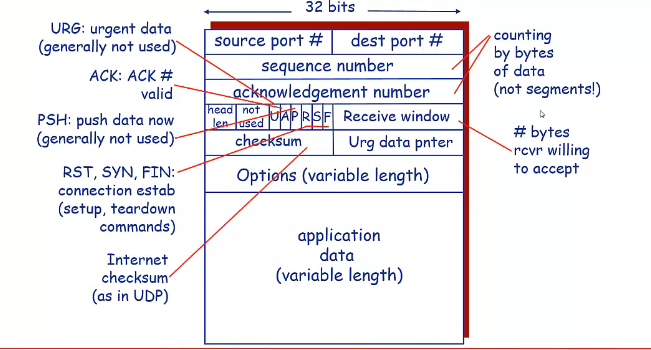 32 bits
URG: urgent data
(generally not used)
ACK: ACK #
valid
PSH: push data now
(generally not used)
RST, SYN, FIN:
connection estab
(setup, teardown
commands)
Internet
checksum
(as in UDP)
source port #
dest port #
sequence number
acknowledgement number
head
len
not
used
U
A
P
R
S
F
Receive window
checksum
Urg data pnter
Options (variable length)
application
data
(variable length)
counting
by bytes
of data
(not segments!)
# bytes
rcvr willing
to accept